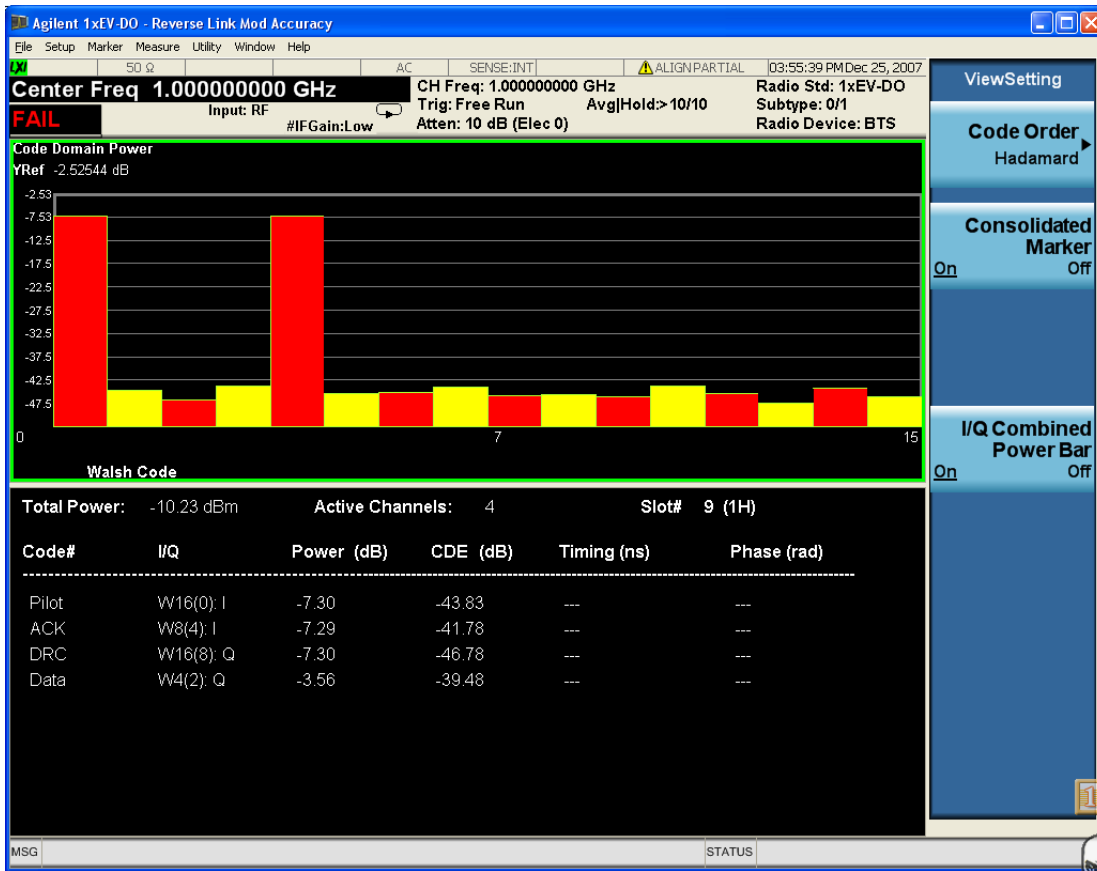 Agilent 1xEV-DO - Reverse Link Mod Accuracy
File Setup Marker Measure Utility Window Help
LXI 50 Ω AC SENSE:INT ALIGN PARTIAL 03:55:39 PM Dec 25, 2007
Center Freq 1.000000000 GHz
Input: RF
#IFGain:Low
CH Freq: 1.000000000 GHz
Trig: Free Run Avg|Hold:> 10/10
Atten: 10 dB (Elec 0)
Radio Std: 1xEV-DO
Subtype: 0/1
Radio Device: BTS
FAIL
Code Domain Power
YRef -2.52544 dB
-2.53
-7.53
-12.5
-17.5
-22.5
-27.5
-32.5
-37.5
-42.5
-47.5
0 7 15
Walsh Code
Total Power: -10.23 dBm Active Channels: 4 Slot# 9 (1H)
Code# I/Q Power (dB) CDE (dB) Timing (ns) Phase (rad)
Pilot W16(0): I -7.30 -43.83 --- ---
ACK W8(4): I -7.29 -41.78 --- ---
DRC W16(8): Q -7.30 -46.78 --- ---
Data W4(2): Q -3.56 -39.48 --- ---
ViewSetting
Code Order
Hadamard
Consolidated
Marker
On Off
I/Q Combined
Power Bar
On Off
1
MSG STATUS